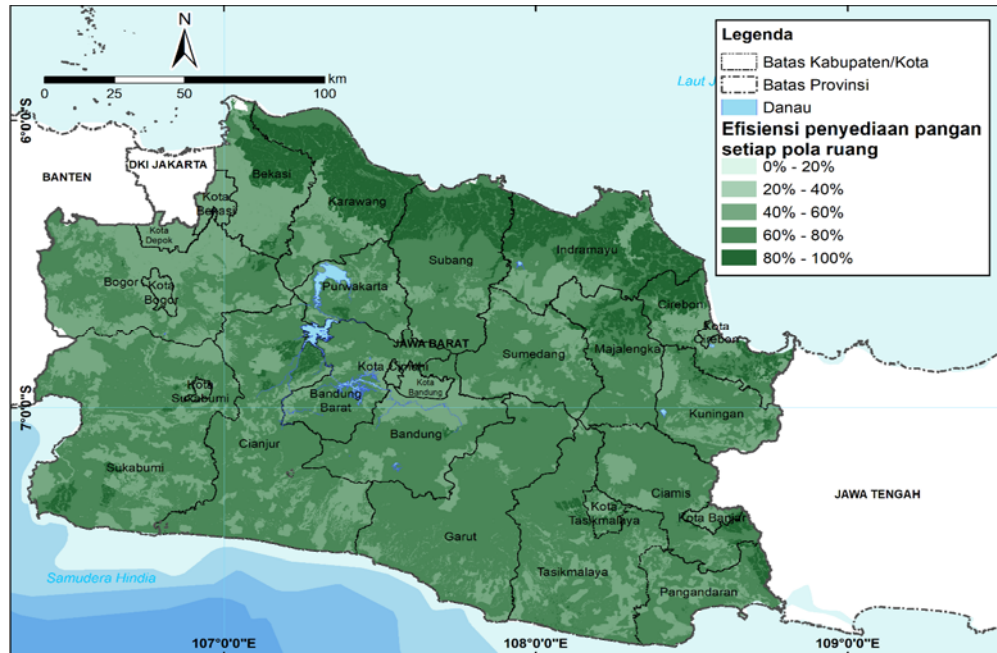 N
0 25 50 100
km
Legenda
Batas Kabupaten/Kota
Batas Provinsi
Danau
Efisiensi penyediaan pangan
setiap pola ruang
0% - 20%
20% - 40%
40% - 60%
60% - 80%
80% - 100%
Laut J
6°0'0"S
DKI JAKARTA
BANTEN
Bekasi
Kota
Bekasi
Karawang
Kota
Depok
Subang
Indramayu
Bogor
Kota
Bogor
Purwakarta
Cirebon
Kota
Cirebon
JAWA BARAT
Sumedang
Majalengka
Kota Cimahi
Kota
Bandung
Kota
Sukabumi
Bandung
Barat
7°0'0"S
Kuningan
Bandung
Cianjur
Sukabumi
JAWA TENGAH
Ciamis
Kota
Tasikmalaya
Kota Banjar
Garut
Tasikmalaya
Pangandaran
Samudera Hindia
107°0'0"E
108°0'0"E
109°0'0"E